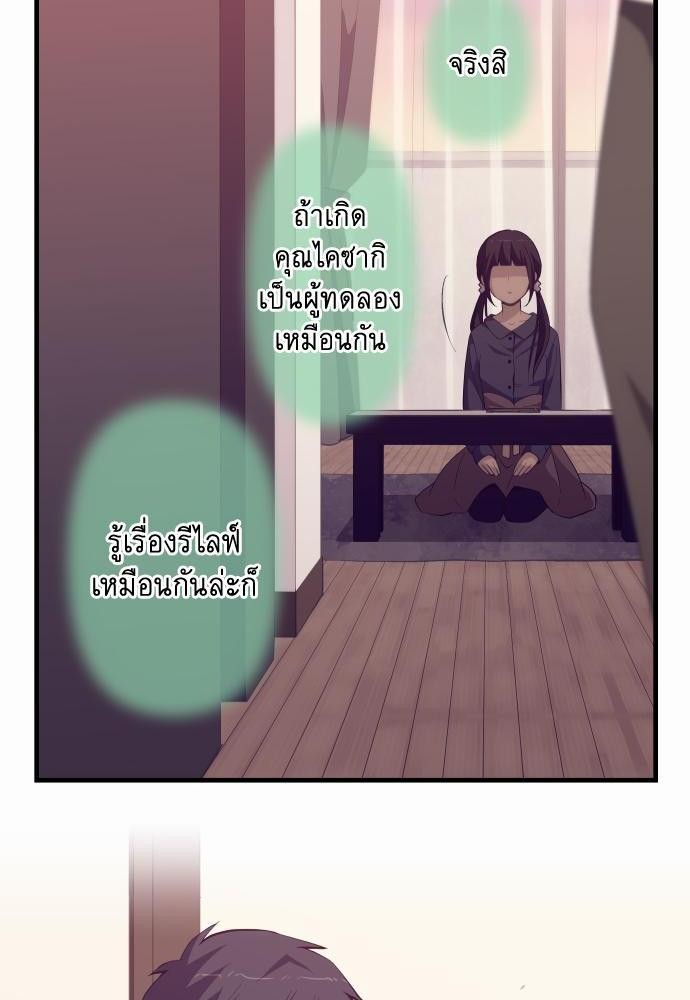 จริงสิ
ถ้าเกิด
คุณไคซากิ
เป็นผู้ทดลอง
เหมือนกัน
รู้เรื่องรีไลฟ์
เหมือนกันล่ะก็